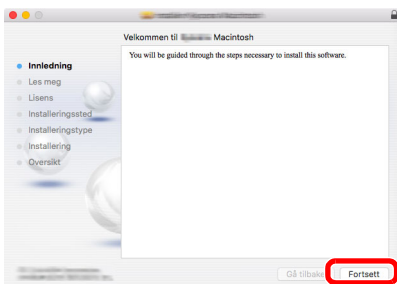 Velkommen til Macintosh
You will be guided through the steps necessary to install this software.
Innledning
Les meg
Lisens
Installeringssted
Installeringstype
Installering
Oversikt
Gå tilbake
Fortsett